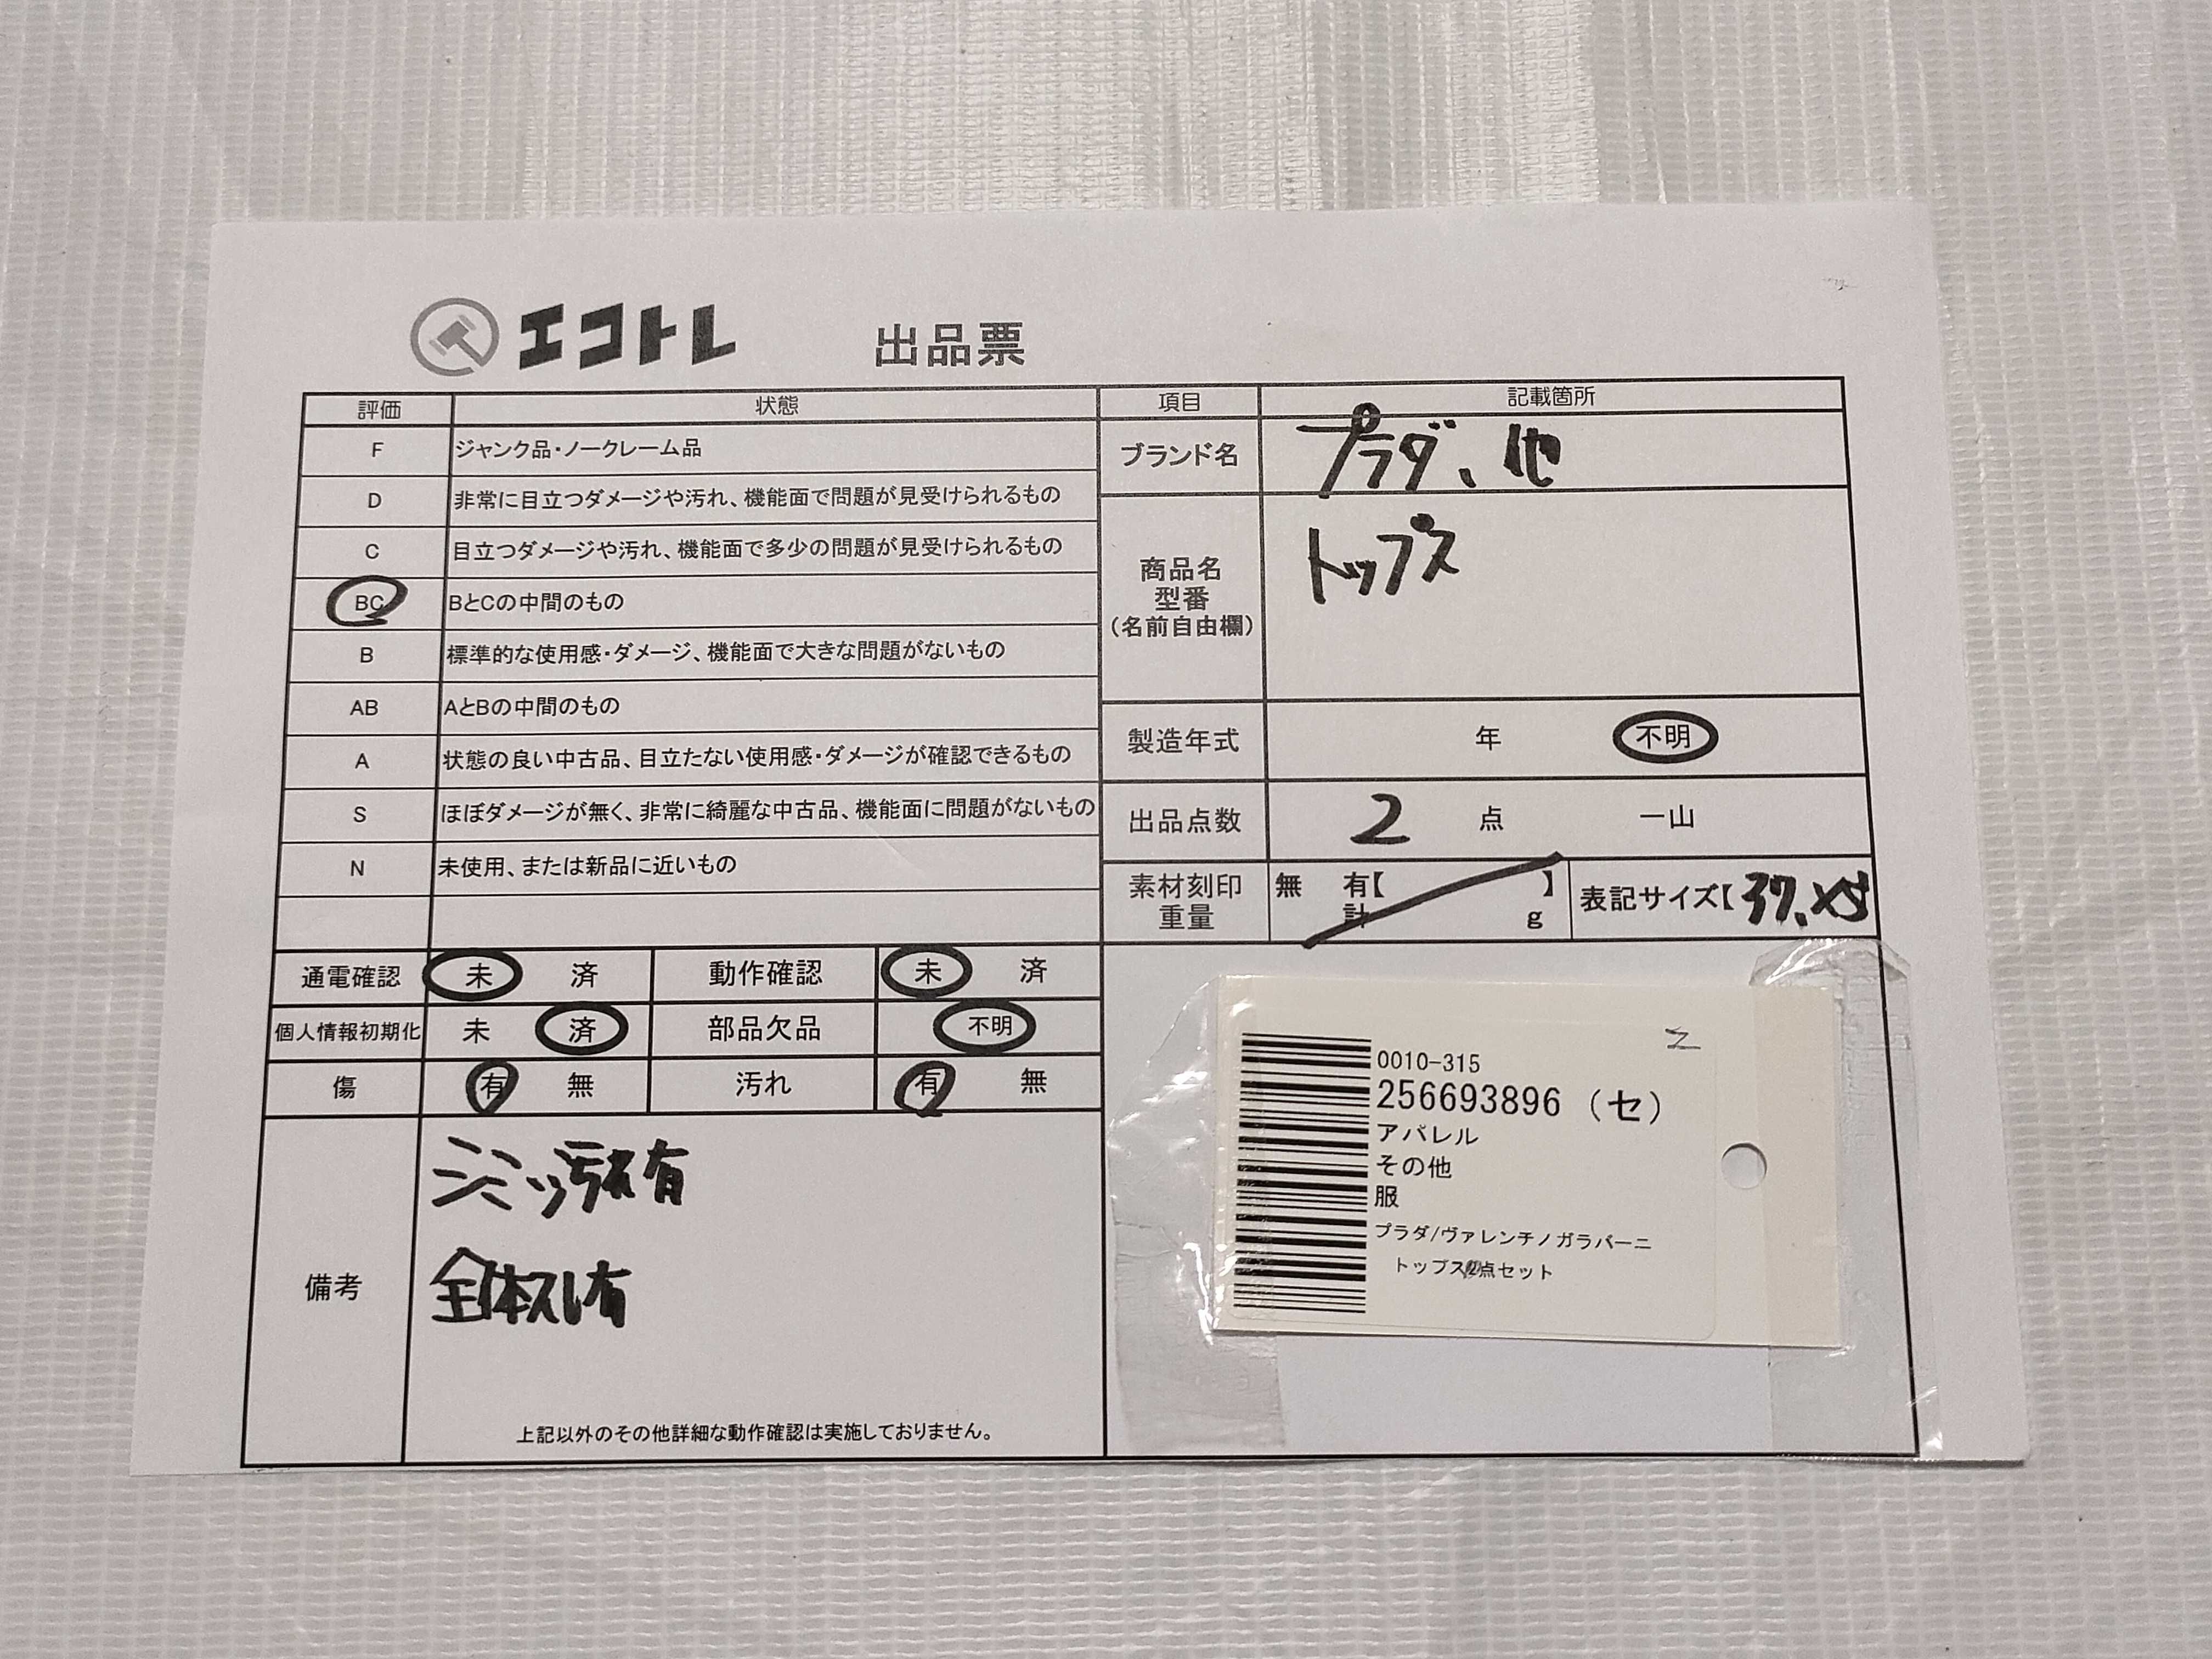 エコトレ 出品票
評価 状態
F ジャンク品・ノークレーム品
D 非常に目立つダメージや汚れ、機能面で問題が見受けられるもの
C 目立つダメージや汚れ、機能面で多少の問題が見受けられるもの
BC BとCの中間のもの
B 標準的な使用感・ダメージ、機能面で大きな問題がないもの
AB AとBの中間のもの
A 状態の良い中古品、目立たない使用感・ダメージが確認できるもの
S ほぼダメージが無く、非常に綺麗な中古品、機能面に問題がないもの
N 未使用、または新品に近いもの
通電確認 未 済 動作確認 未 済
個人情報初期化 未 済 部品欠品 不明
傷 有 無 汚れ 有 無
備考
シミ、汚れ有
全体スレ有
上記以外のその他詳細な動作確認は実施しておりません。
項目 記載箇所
ブランド名 プラダ、他
商品名
型番
(名前自由欄)
トップス
製造年式 年 不明
出品点数 2 点 一山
素材刻印 無 有【 】
重量 計 g
表記サイズ【 37、XS
0010-315
256693896 (セ)
アパレル
その他
服
プラダ/ヴァレンチノガラバーニ
トップス2点セット